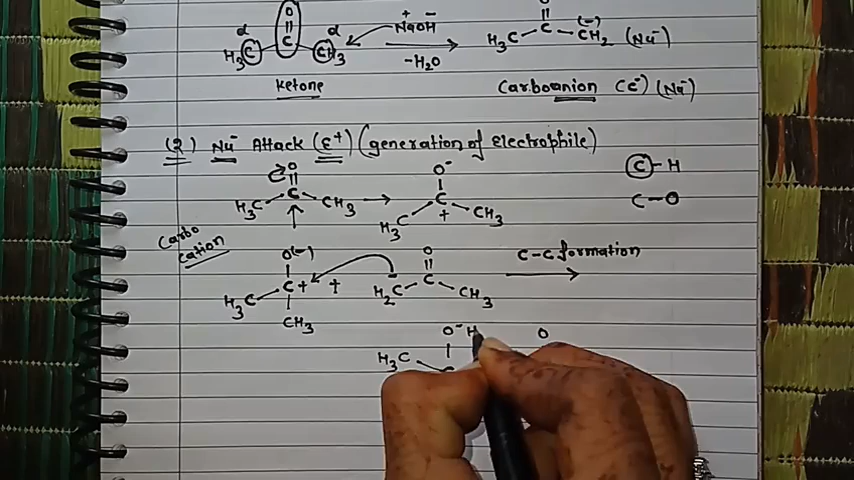 O
α O α + − ||
|| NaOH C (−)
H3C C CH3 H3C CH2 (Nu−)
−H2O
Ketone Carboanion (C−) (Nu−)
(2) Nu− Attack (E+) (generation of Electrophile)
O O− C-H
|| |
H3C C CH3 C C-O
H3C + CH3
Carbo
cation
O(−) O C-C formation
| − ||
C+ + H2C C CH3
H3C |
CH3
O− H O
|
H3C